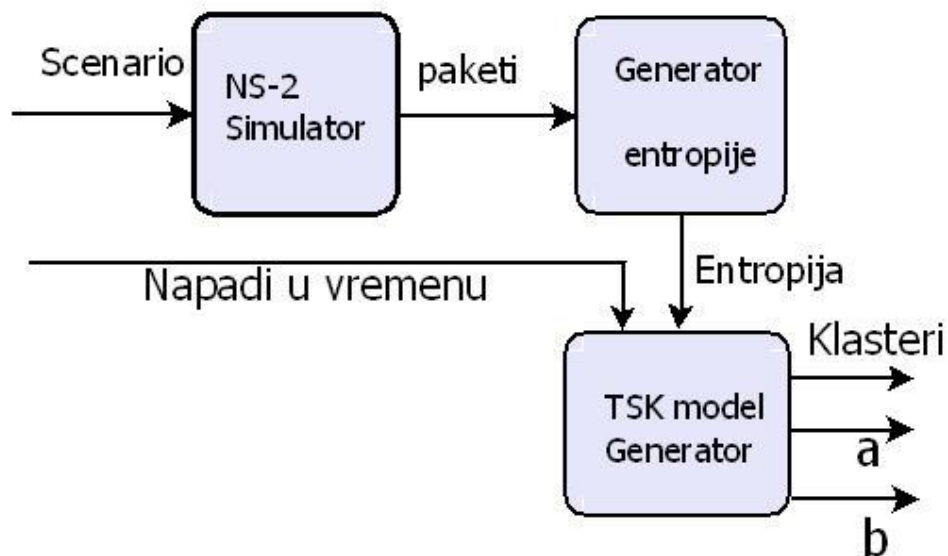 Scenario
NS-2
Simulator
paketi
Generator
entropije
Napadi u vremenu
Entropija
TSK model
Generator
Klasteri
a
b